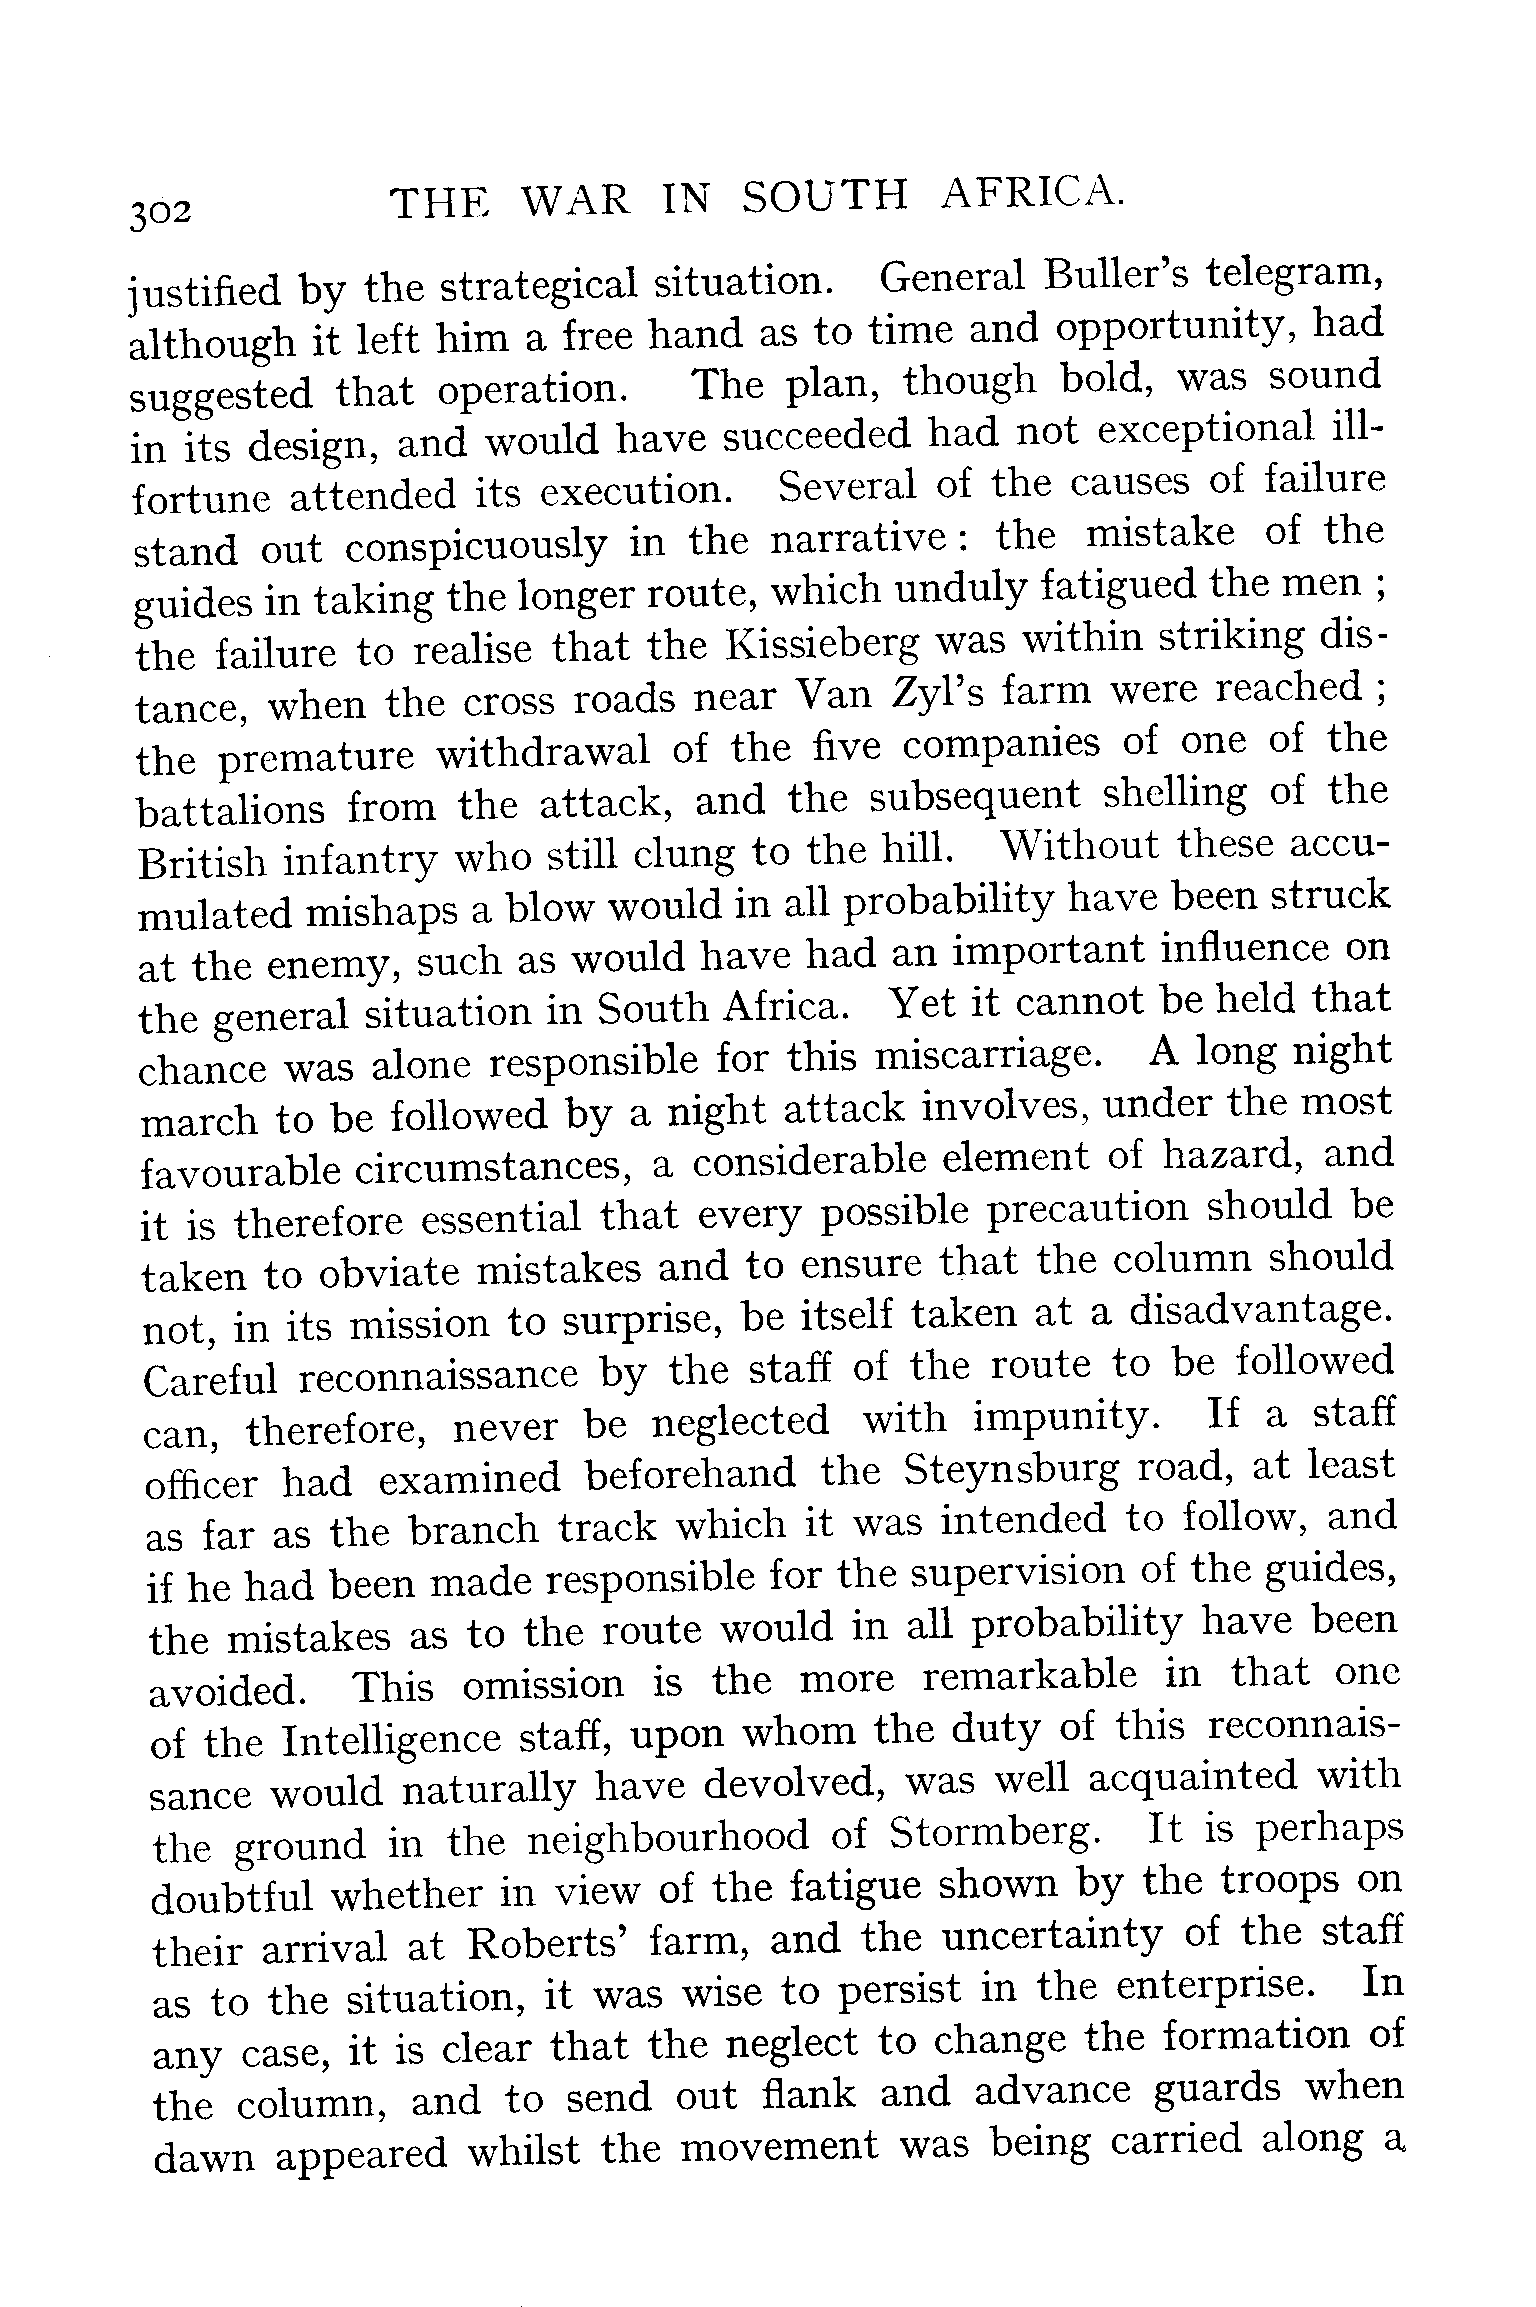 302 THE WAR IN SOUTH AFRICA.
justified by the strategical situation. General Buller's telegram,
although it left him a free hand as to time and opportunity, had
suggested that operation. The plan, though bold, was sound
in its design, and would have succeeded had not exceptional ill-
fortune attended its execution. Several of the causes of failure
stand out conspicuously in the narrative : the mistake of the
guides in taking the longer route, which unduly fatigued the men ;
the failure to realise that the Kissieberg was within striking dis-
tance, when the cross roads near Van Zyl's farm were reached ;
the premature withdrawal of the five companies of one of the
battalions from the attack, and the subsequent shelling of the
British infantry who still clung to the hill. Without these accu-
mulated mishaps a blow would in all probability have been struck
at the enemy, such as would have had an important influence on
the general situation in South Africa. Yet it cannot be held that
chance was alone responsible for this miscarriage. A long night
march to be followed by a night attack involves, under the most
favourable circumstances, a considerable element of hazard, and
it is therefore essential that every possible precaution should be
taken to obviate mistakes and to ensure that the column should
not, in its mission to surprise, be itself taken at a disadvantage.
Careful reconnaissance by the staff of the route to be followed
can, therefore, never be neglected with impunity. If a staff
officer had examined beforehand the Steynsburg road, at least
as far as the branch track which it was intended to follow, and
if he had been made responsible for the supervision of the guides,
the mistakes as to the route would in all probability have been
avoided. This omission is the more remarkable in that one
of the Intelligence staff, upon whom the duty of this reconnais-
sance would naturally have devolved, was well acquainted with
the ground in the neighbourhood of Stormberg. It is perhaps
doubtful whether in view of the fatigue shown by the troops on
their arrival at Roberts' farm, and the uncertainty of the staff
as to the situation, it was wise to persist in the enterprise. In
any case, it is clear that the neglect to change the formation of
the column, and to send out flank and advance guards when
dawn appeared whilst the movement was being carried along a